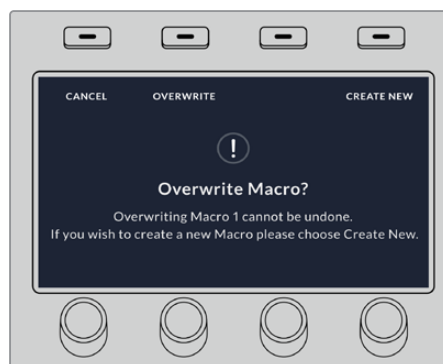 CANCEL OVERWRITE CREATE NEW
!
Overwrite Macro?
Overwriting Macro 1 cannot be undone.
If you wish to create a new Macro please choose Create New.